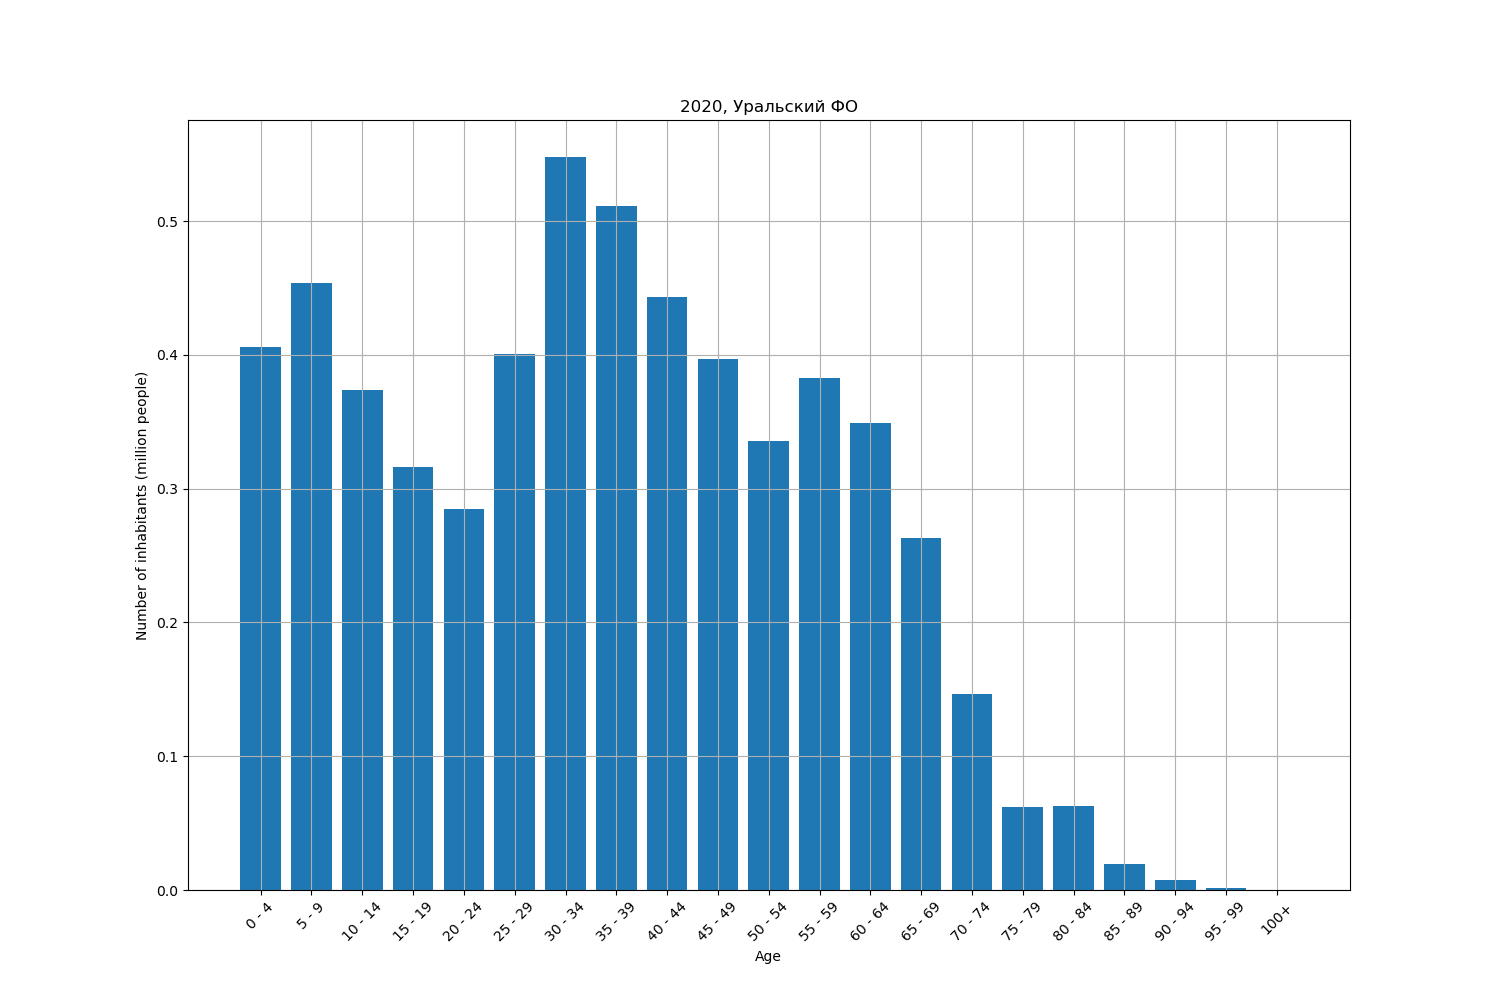 2020, Уральский ФО
Number of inhabitants (million people)
0.5
0.4
0.3
0.2
0.1
0.0
0 - 4
5 - 9
10 - 14
15 - 19
20 - 24
25 - 29
30 - 34
35 - 39
40 - 44
45 - 49
50 - 54
55 - 59
60 - 64
65 - 69
70 - 74
75 - 79
80 - 84
85 - 89
90 - 94
95 - 99
100+
Age